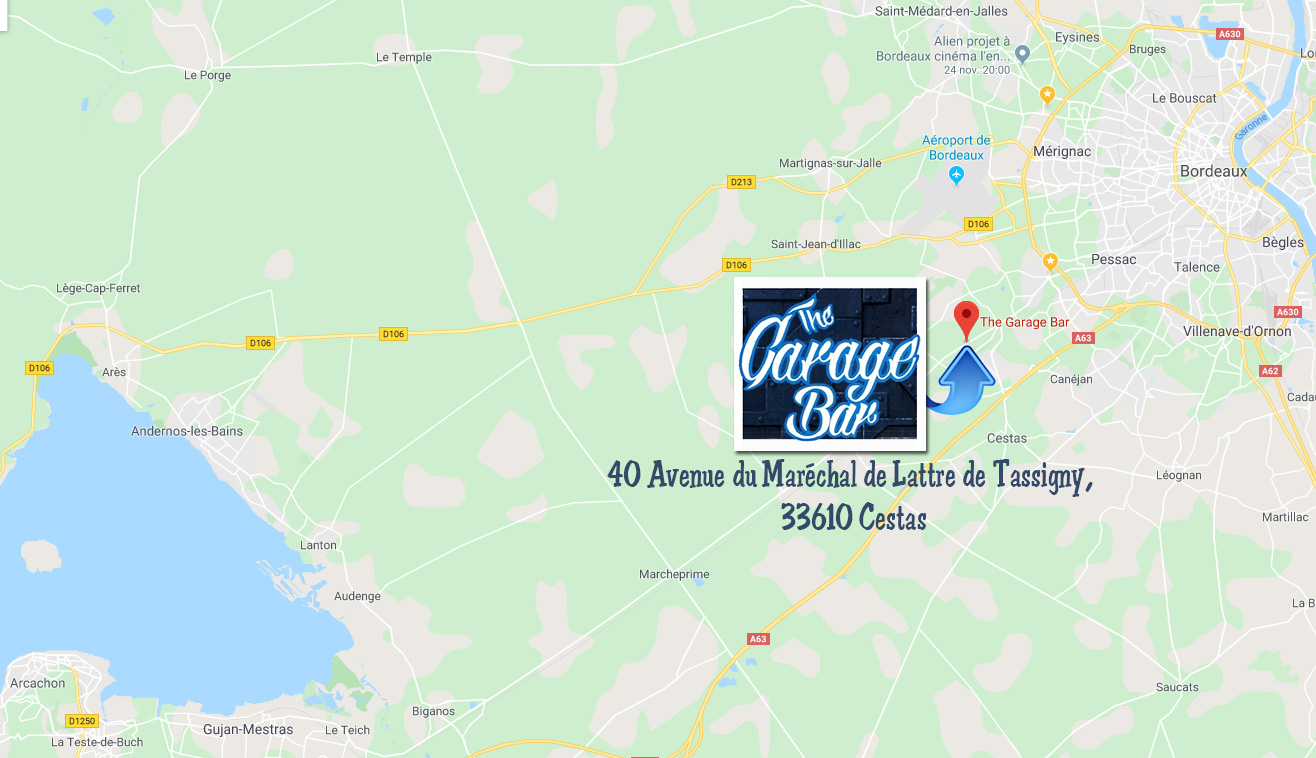 Saint-Médard-en-Jalles
A630
Eysines
Alien projet à
Bordeaux cinéma l'en...
24 nov. 20:00
Bruges
Le Temple
Le Porge
Le Bouscat
Garonne
Aéroport de
Bordeaux
Mérignac
Martignas-sur-Jalle
Bordeaux
D213
D106
Saint-Jean-d'Illac
Bègles
D106
Pessac
Talence
Lège-Cap-Ferret
The
Garage
Bar
The Garage Bar
A630
Villenave-d'Ornon
D106
D106
A63
D106
Arès
A62
Canéjan
Cada
Andernos-les-Bains
Cestas
40 Avenue du Maréchal de Lattre de Tassigny,
33610 Cestas
Léognan
Martillac
Lanton
Marcheprime
Audenge
La B
A63
Arcachon
Saucats
Biganos
D1250
Gujan-Mestras
Le Teich
La Teste-de-Buch